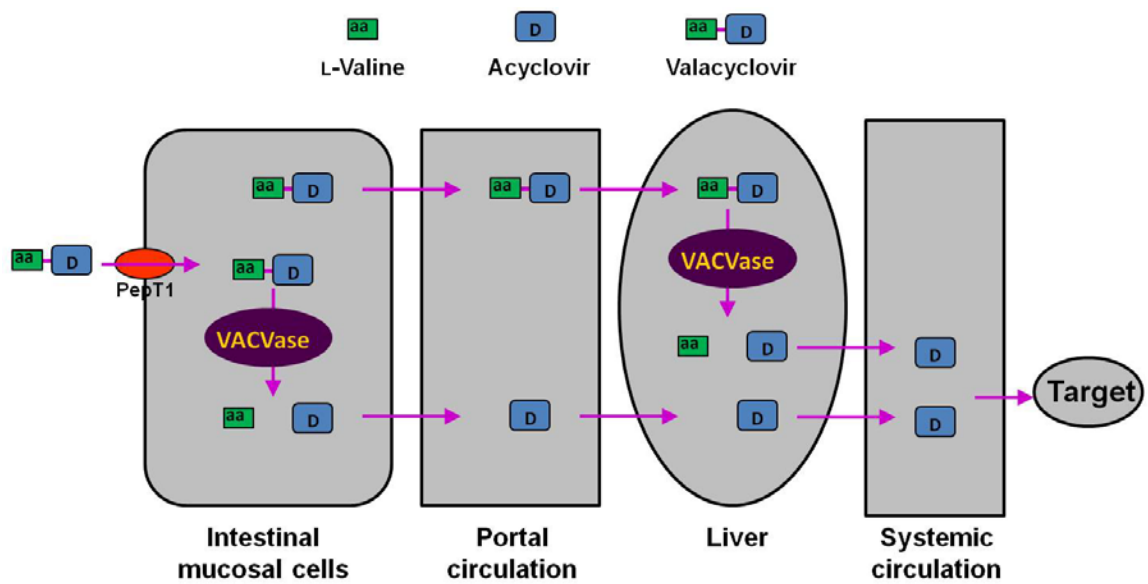 aa
D
aa D
L-Valine
Acyclovir
Valacyclovir
aa D
aa D
aa D
aa D
PepT1
aa D
VACVase
VACVase
aa D
D
aa D
D
D
D
D
Target
Intestinal
mucosal cells
Portal
circulation
Liver
Systemic
circulation